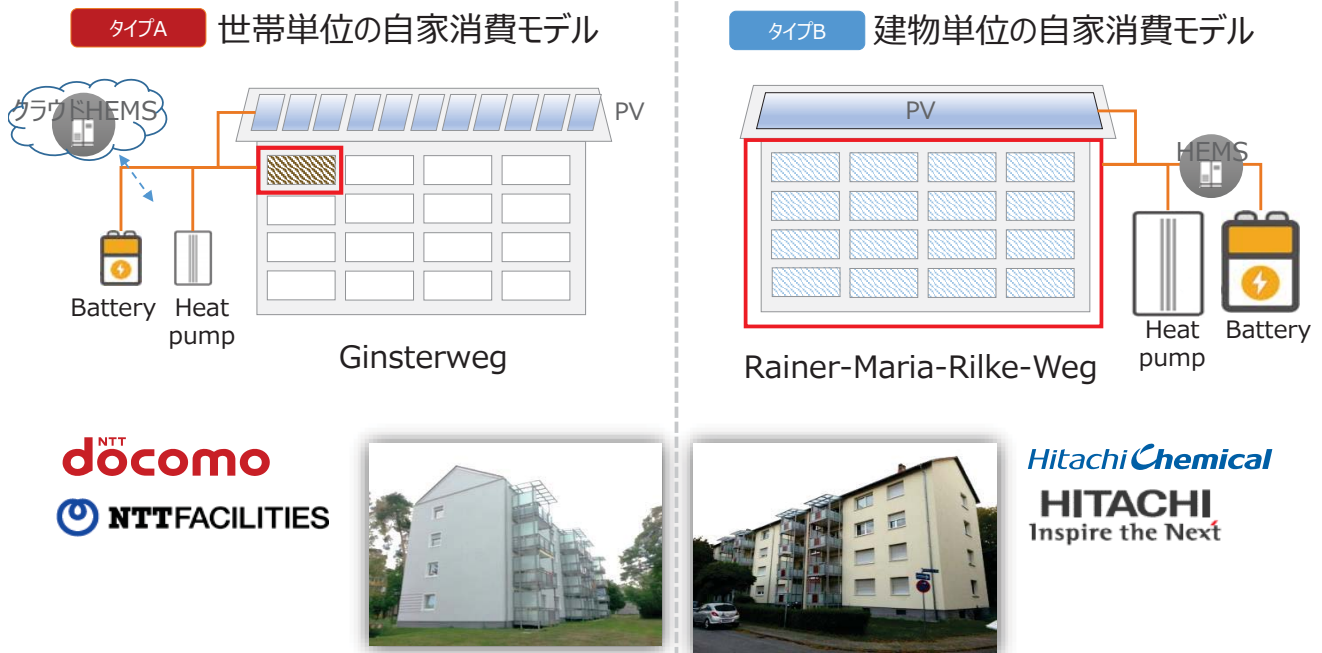 タイプA 世帯単位の自家消費モデル
クラウドHEMS
PV
Battery
Heat
pump
Ginsterweg
NTT
döcomo
NTT FACILITIES
タイプB 建物単位の自家消費モデル
PV
HEMS
Heat
pump
Battery
Rainer-Maria-Rilke-Weg
Hitachi Chemical
HITACHI
Inspire the Next